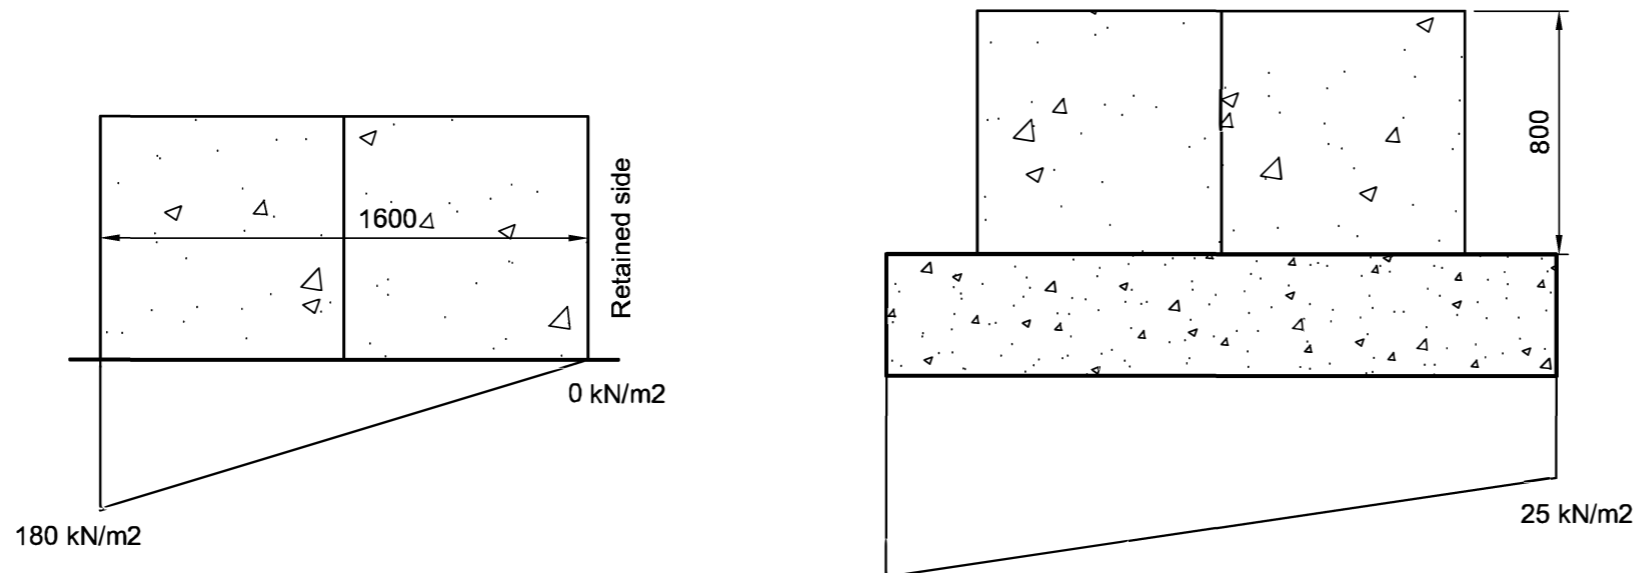 800
Retained side
1600
0 kN/m2
180 kN/m2
25 kN/m2